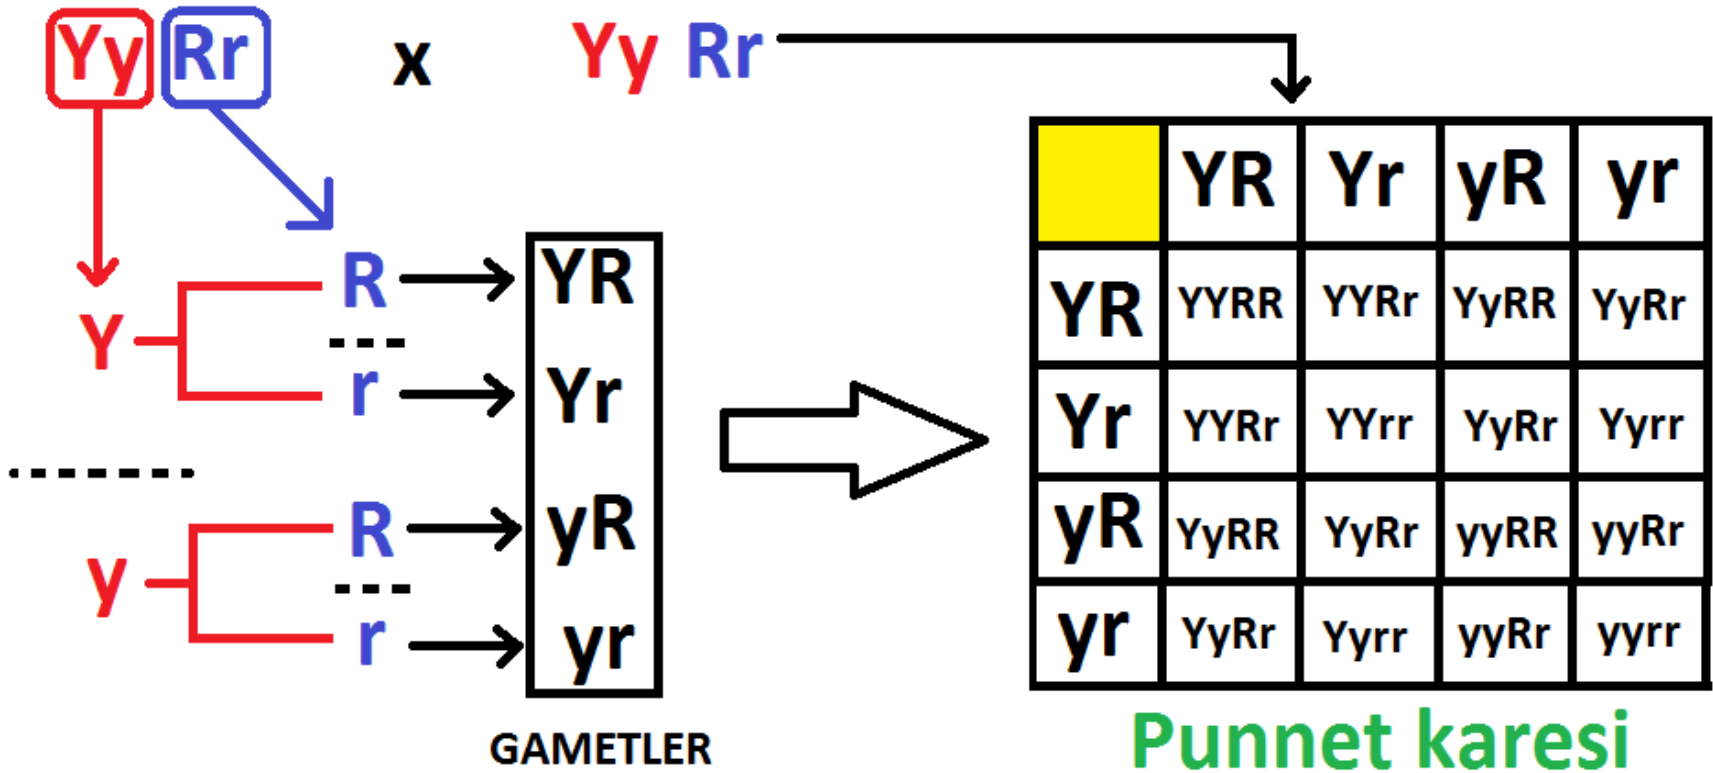 Yy Rr x Yy Rr
R
Y
r
R
y
r
YR
Yr
yR
yr
GAMETLER
YR Yr yR yr
YR YYRR YYRr YyRR YyRr
Yr YYRr YYrr YyRr Yyrr
yR YyRR YyRr yyRR yyRr
yr YyRr Yyrr yyRr yyrr
Punnet karesi